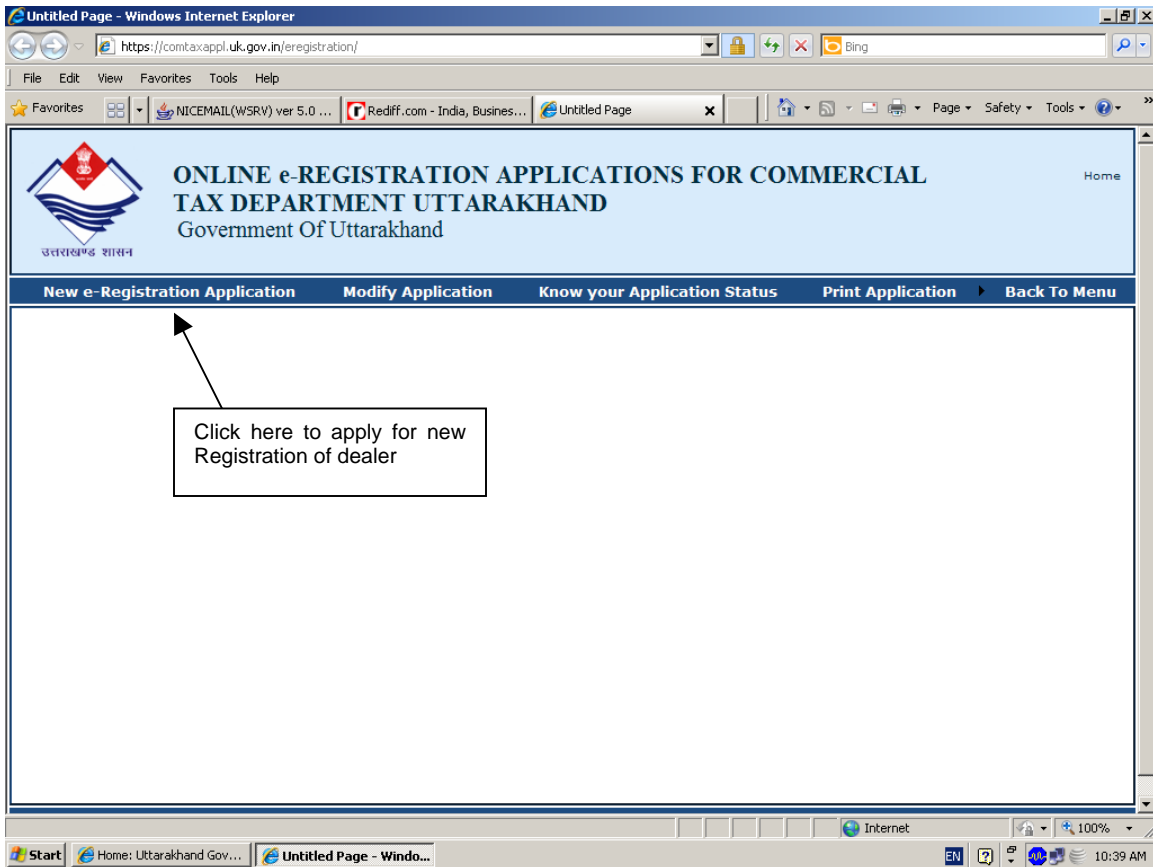 Untitled Page - Windows Internet Explorer
https://comtaxappl.uk.gov.in/eregistration/
Bing
File Edit View Favorites Tools Help
Favorites NICEMAIL(WSRV) ver 5.0 ... Rediff.com - India, Busines... Untitled Page Page Safety Tools
ONLINE e-REGISTRATION APPLICATIONS FOR COMMERCIAL
TAX DEPARTMENT UTTARAKHAND
Government Of Uttarakhand
Home
उत्तराखण्ड शासन
New e-Registration Application Modify Application Know your Application Status Print Application Back To Menu
Click here to apply for new
Registration of dealer
Internet 100%
Start Home: Uttarakhand Gov... Untitled Page - Windo... EN 10:39 AM